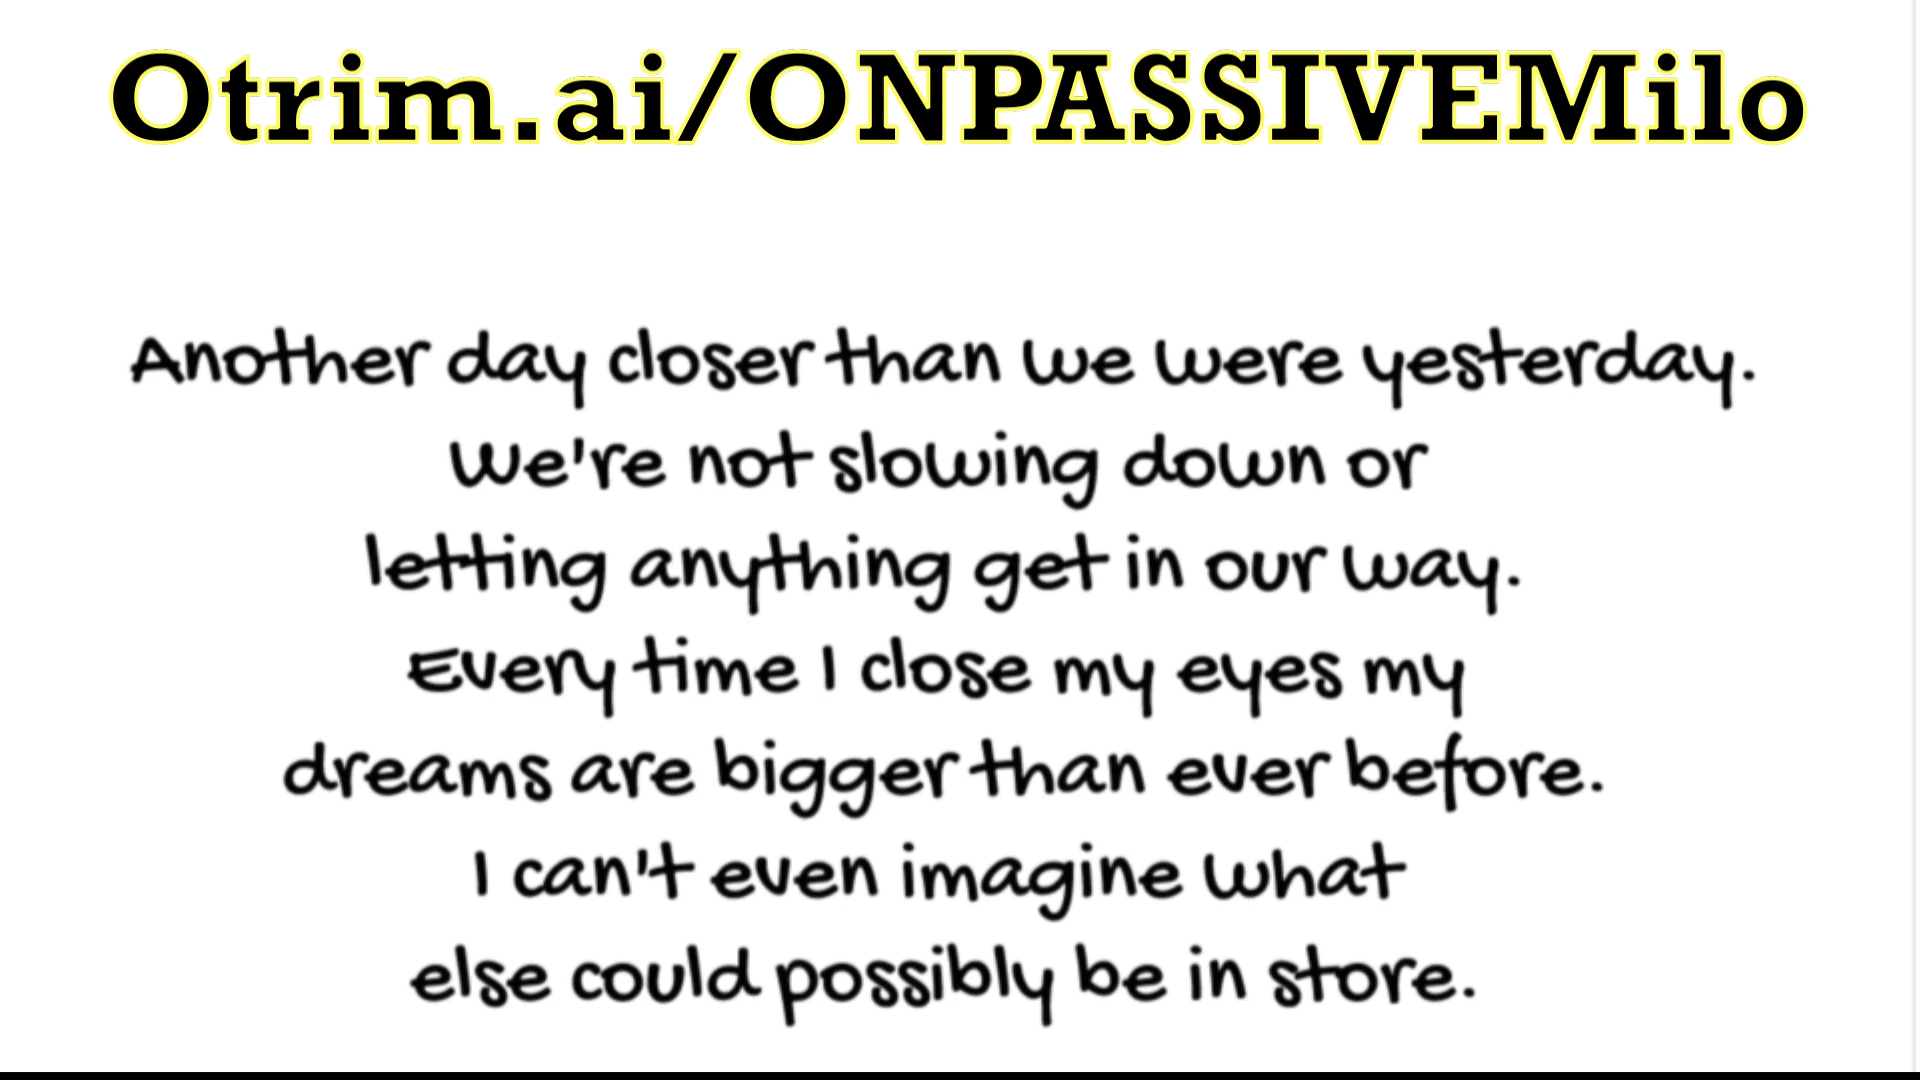 Otrim.ai/ONPASSIVEMilo
Another day closer than we were yesterday.
We're not slowing down or
letting anything get in our way.
Every time I close my eyes my
dreams are bigger than ever before.
I can't even imagine what
else could possibly be in store.